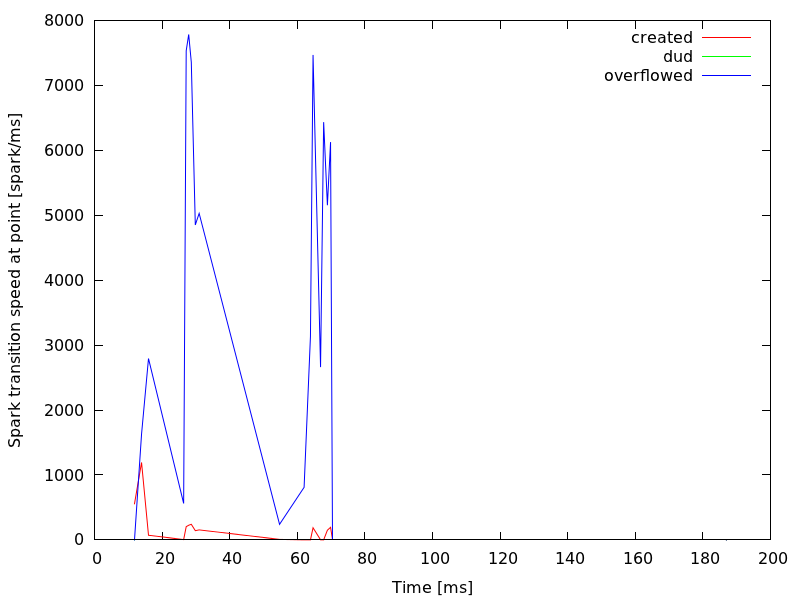 8000
7000
6000
5000
4000
3000
2000
1000
0
0 20 40 60 80 100 120 140 160 180 200
Spark transition speed at point [spark/ms]
Time [ms]
created
dud
overflowed